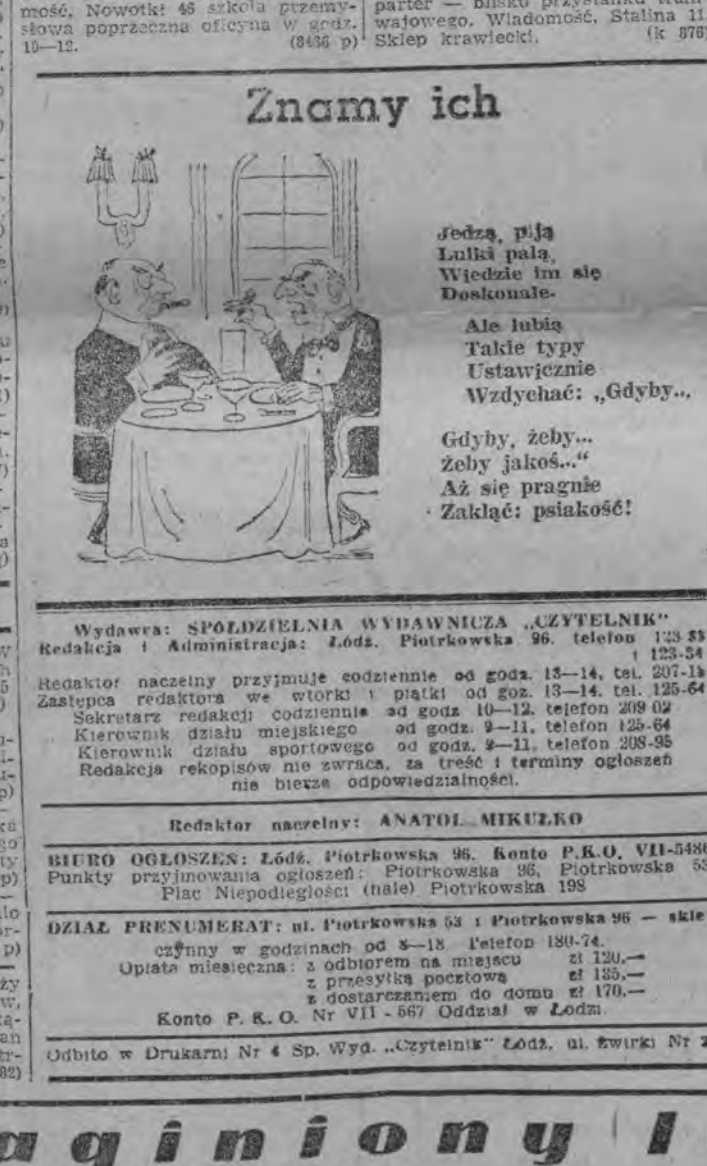 mość, Nowotki 46 szkoła przemy-
słowa poprzeczna oficyna w godz.
10—12. (8436 p)
parter — blisko przystanku tram-
wajowego, Wiadomość, Stalina 11
Sklep krawiecki. (k 876)
Znamy ich
Jedzą, piją
Lulki palą,
Wiedzie im się
Doskonale.
Ale lubią
Takie typy
Ustawicznie
Wzdychać: „Gdyby...
Gdyby, żeby...
żeby jakoś...“
Aż się pragnie
Zakląć: psiakość!
Wydawca: SPÓŁDZIELNIA WYDAWNICZA „CZYTELNIK“
Redakcja i Administracja: Łódź, Piotrkowska 96. telefon 123-33
i 123-34
Redaktor naczelny przyjmuje codziennie od godz. 13—14, tel. 207-18
Zastępca redaktora we wtorki i piątki od goz. 13—14. tel. 125-64
Sekretarz redakcji codziennie od godz 10—12. telefon 209 02
Kierownik działu miejskiego od godz. 9—11, telefon 125-64
Kierownik działu sportowego od godz. 9—11, telefon 208-95
Redakcja rekopisów nie zwraca, za treść i terminy ogłoszeń
nie bierze odpowiedzialności.
Redaktor naczelny: ANATOL MIKUŁKO
BIURO OGŁOSZEŃ: Łódź, Piotrkowska 96. Konto P.K.O. VII-5486
Punkty przyjmowania ogłoszeń: Piotrkowska 96, Piotrkowska 53
Plac Niepodległości (hale) Piotrkowska 198
DZIAŁ PRENUMERAT: ul. Piotrkowska 53 i Piotrkowska 96 — skle
czynny w godzinach od 8—18 Telefon 180-74.
Opłata miesięczna: z odbiorem na miejscu zł 120.—
z przesyłką pocztową zł 135.—
z dostarczaniem do domu zł 170.—
Konto P. K. O. Nr VII - 567 Oddział w Łodzi
Odbito w Drukarni Nr 4 Sp. Wyd. „Czytelnik“ Łódź, ul. Żwirki Nr 2
aginiony